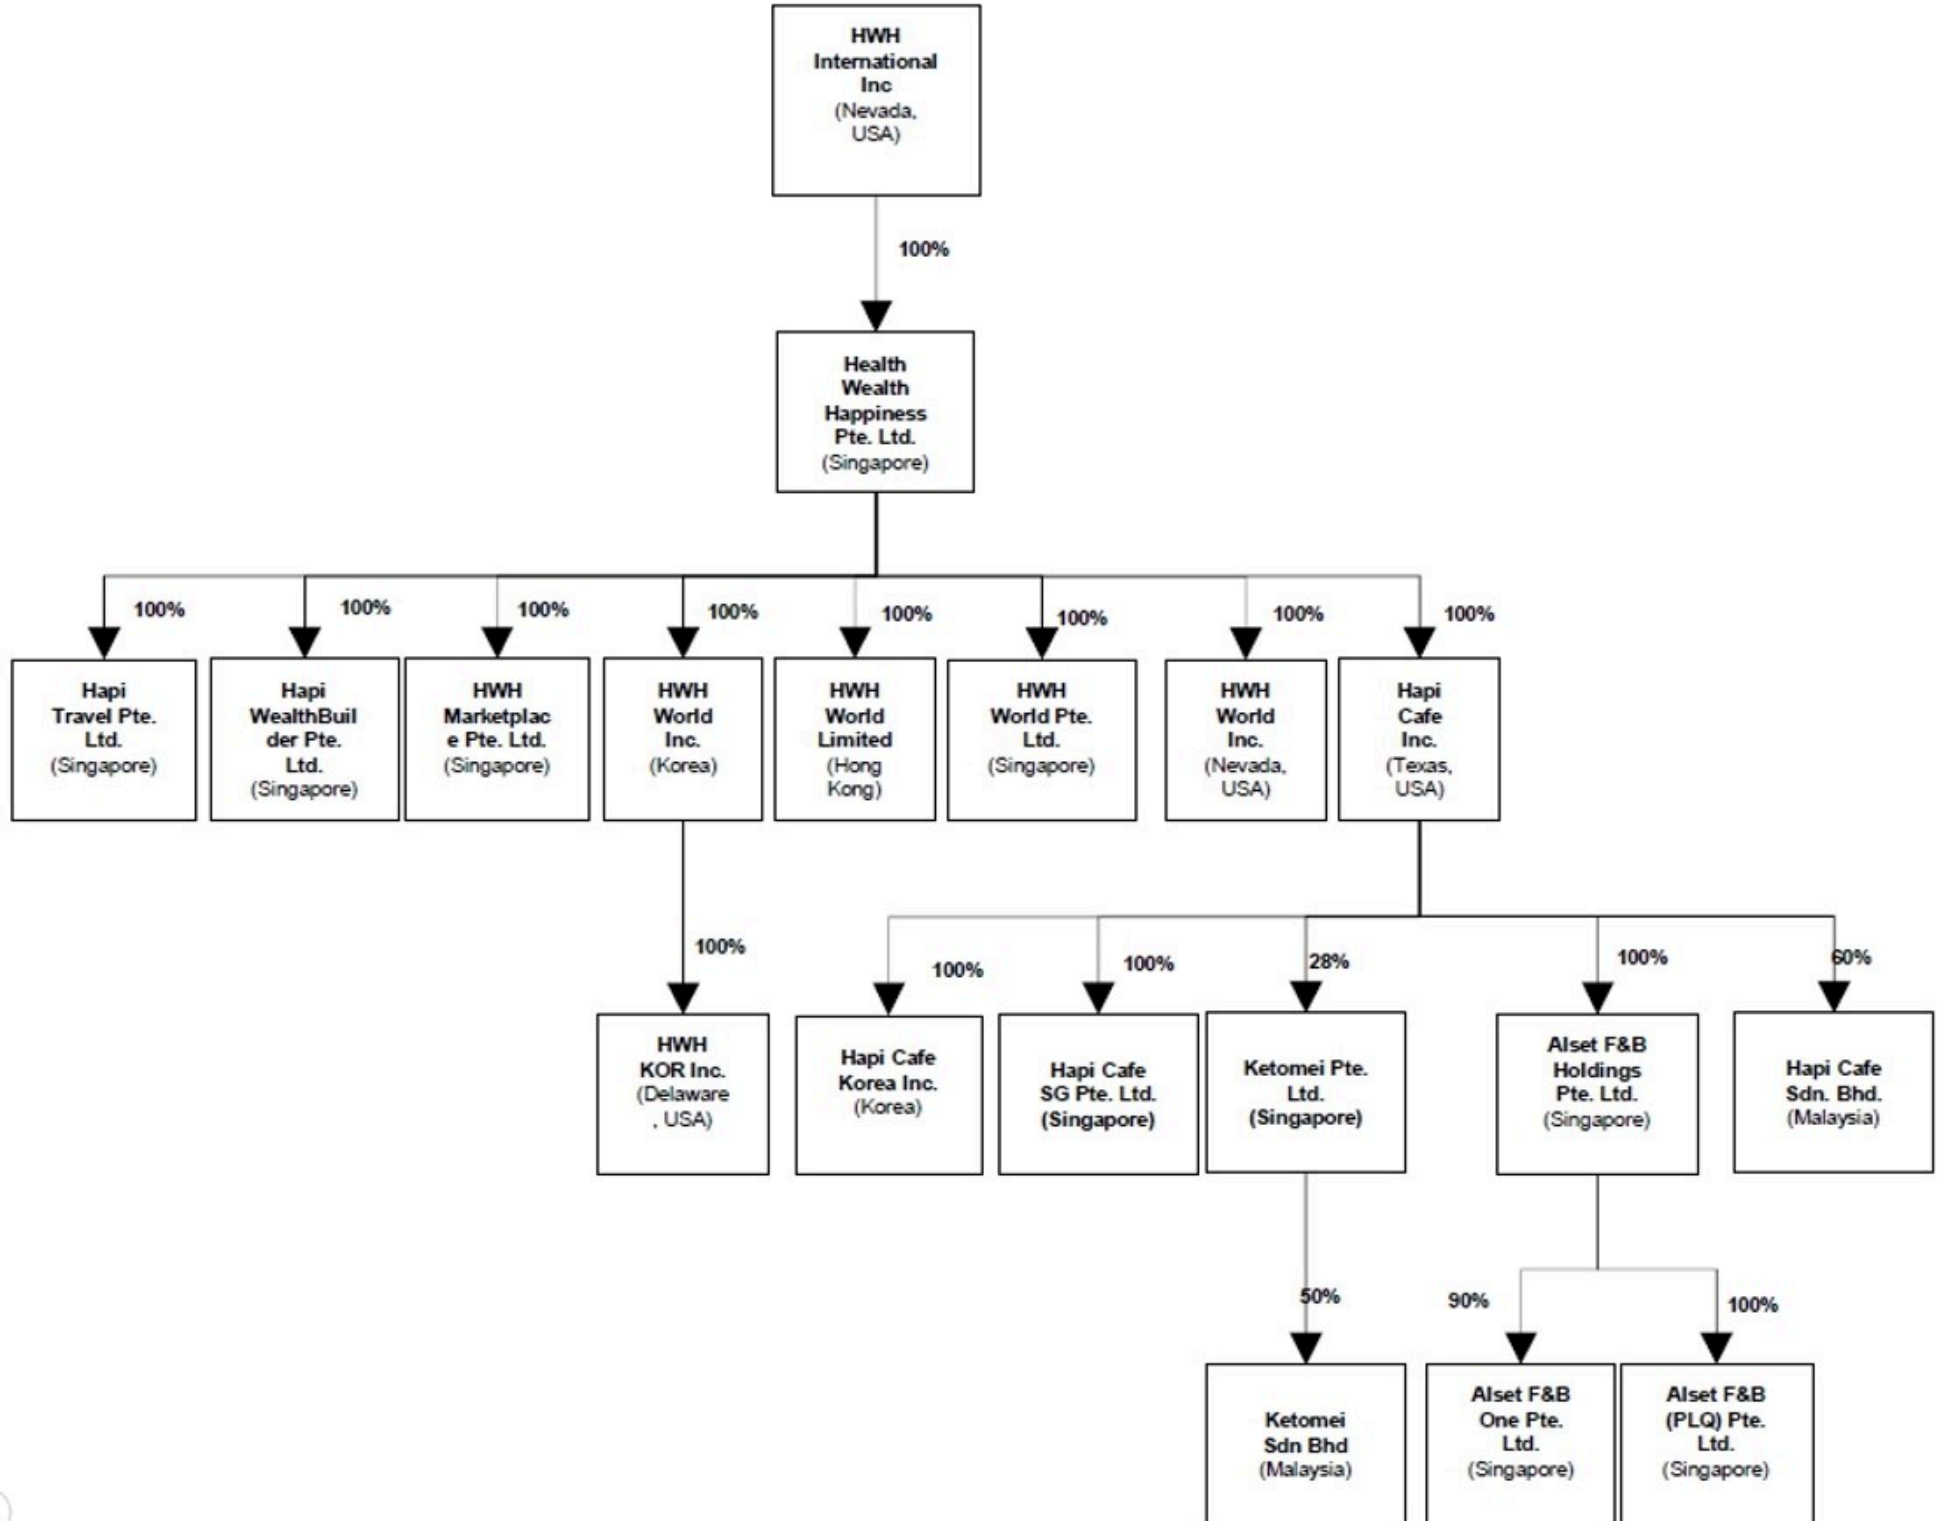 HWH
International
Inc
(Nevada,
USA)
100%
Health
Wealth
Happiness
Pte. Ltd.
(Singapore)
100%
100%
100%
100%
100%
100%
100%
100%
Hapi
Travel Pte.
Ltd.
(Singapore)
Hapi
WealthBuil
der Pte.
Ltd.
(Singapore)
HWH
Marketplac
e Pte. Ltd.
(Singapore)
HWH
World
Inc.
(Korea)
HWH
World
Limited
(Hong
Kong)
HWH
World Pte.
Ltd.
(Singapore)
HWH
World
Inc.
(Nevada,
USA)
Hapi
Cafe
Inc.
(Texas,
USA)
100%
100%
100%
28%
100%
60%
HWH
KOR Inc.
(Delaware
, USA)
Hapi Cafe
Korea Inc.
(Korea)
Hapi Cafe
SG Pte. Ltd.
(Singapore)
Ketomei Pte.
Ltd.
(Singapore)
Alset F&B
Holdings
Pte. Ltd.
(Singapore)
Hapi Cafe
Sdn. Bhd.
(Malaysia)
50%
90%
100%
Ketomei
Sdn Bhd
(Malaysia)
Alset F&B
One Pte.
Ltd.
(Singapore)
Alset F&B
(PLQ) Pte.
Ltd.
(Singapore)